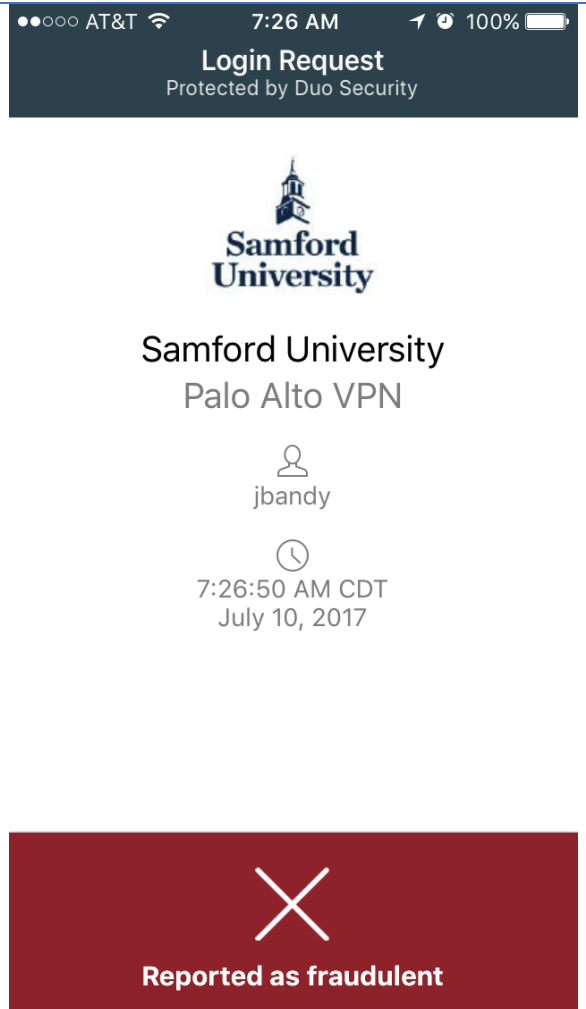 AT&T 7:26 AM 100%
Login Request
Protected by Duo Security
Samford
University
Samford University
Palo Alto VPN
jbandy
7:26:50 AM CDT
July 10, 2017
Reported as fraudulent